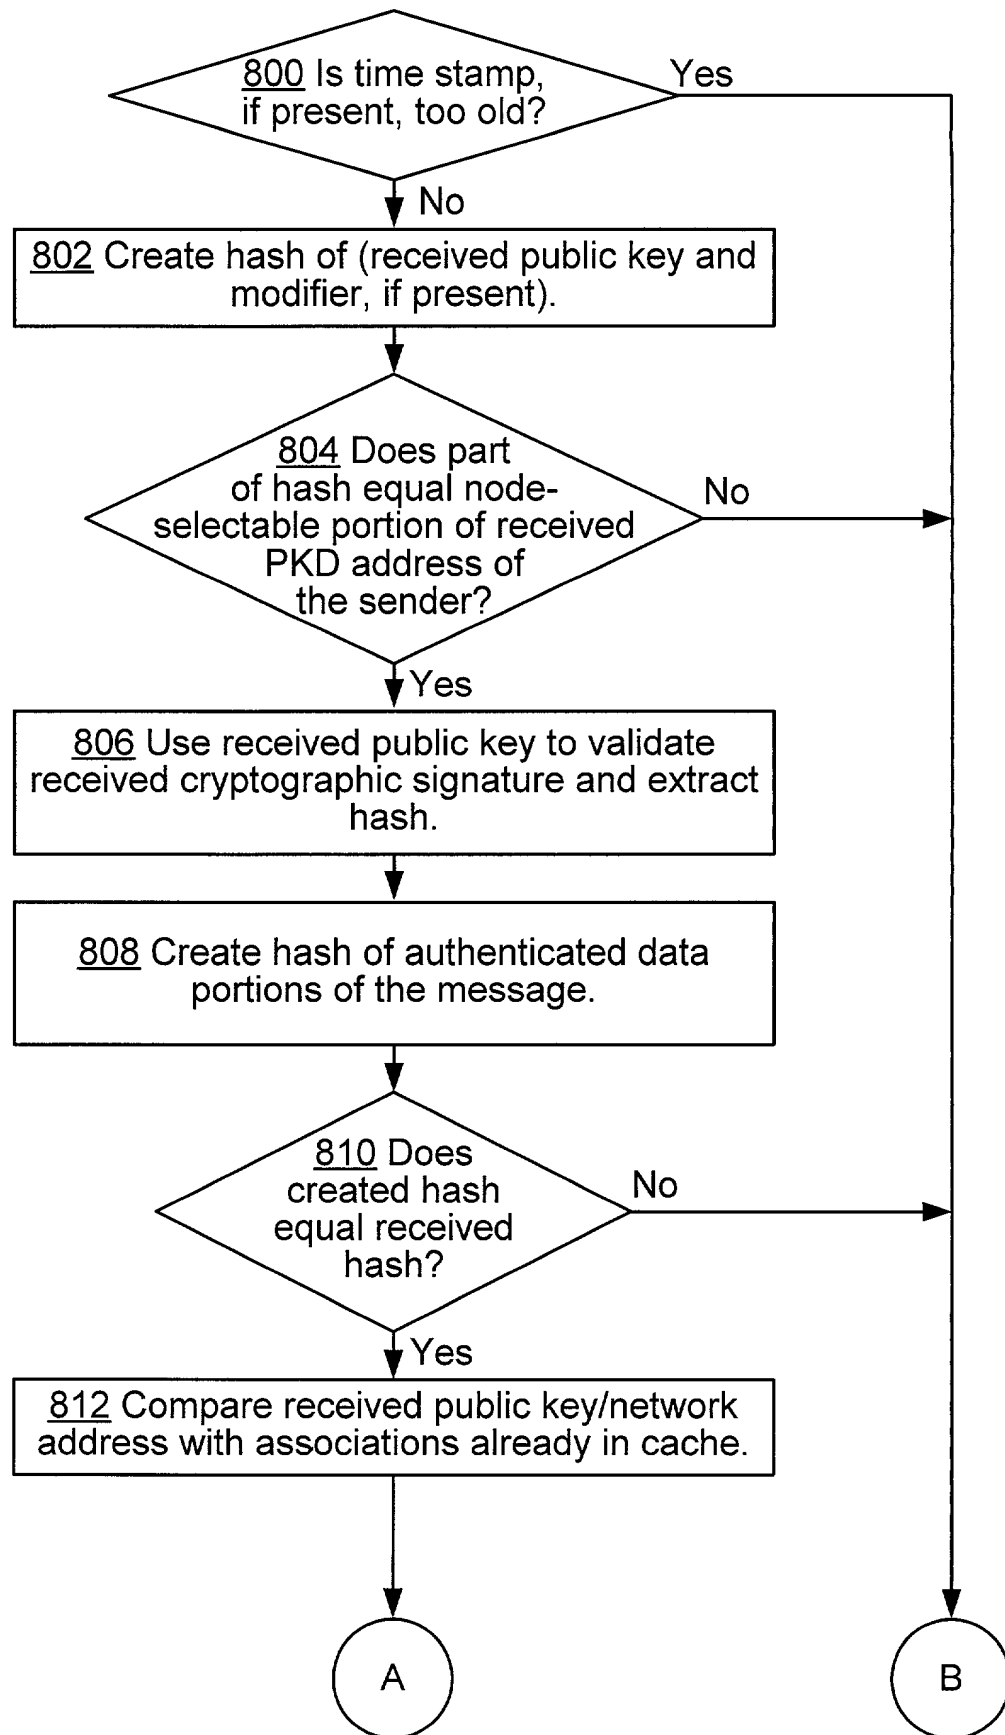 800 Is time stamp,
if present, too old?
Yes
No
802 Create hash of (received public key and
modifier, if present).
804 Does part
of hash equal node-
selectable portion of received
PKD address of
the sender?
No
Yes
806 Use received public key to validate
received cryptographic signature and extract
hash.
808 Create hash of authenticated data
portions of the message.
810 Does
created hash
equal received
hash?
No
Yes
812 Compare received public key/network
address with associations already in cache.
A
B